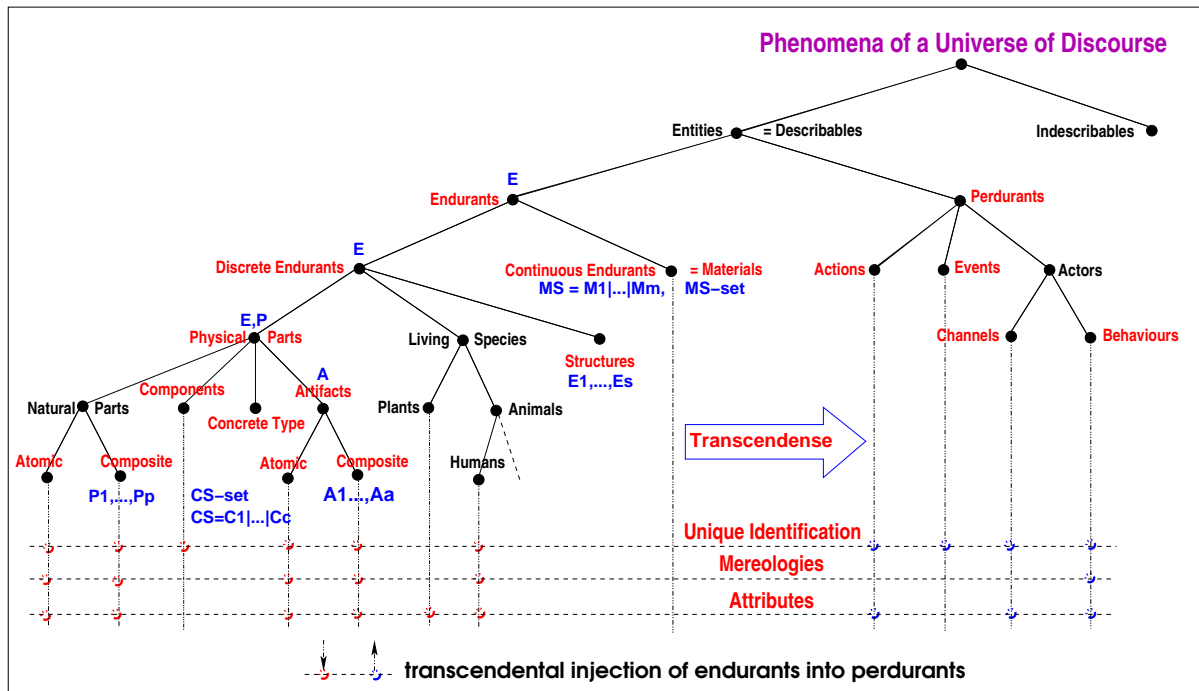 Phenomena of a Universe of Discourse
Entities = Describables
Indescribables
E
Endurants
Perdurants
E
Discrete Endurants
Continuous Endurants = Materials
MS = M1|...|Mm, MS-set
Actions
Events
Actors
E,P
Physical Parts
Living Species
Structures
E1,...,Es
Channels
Behaviours
A
Components
Artifacts
Natural Parts
Concrete Type
Plants
Animals
Transcendense
Atomic
Composite
Atomic
Composite
Humans
P1,...,Pp
CS-set
CS=C1|...|Cc
A1...,Aa
Unique Identification
Mereologies
Attributes
transcendental injection of endurants into perdurants